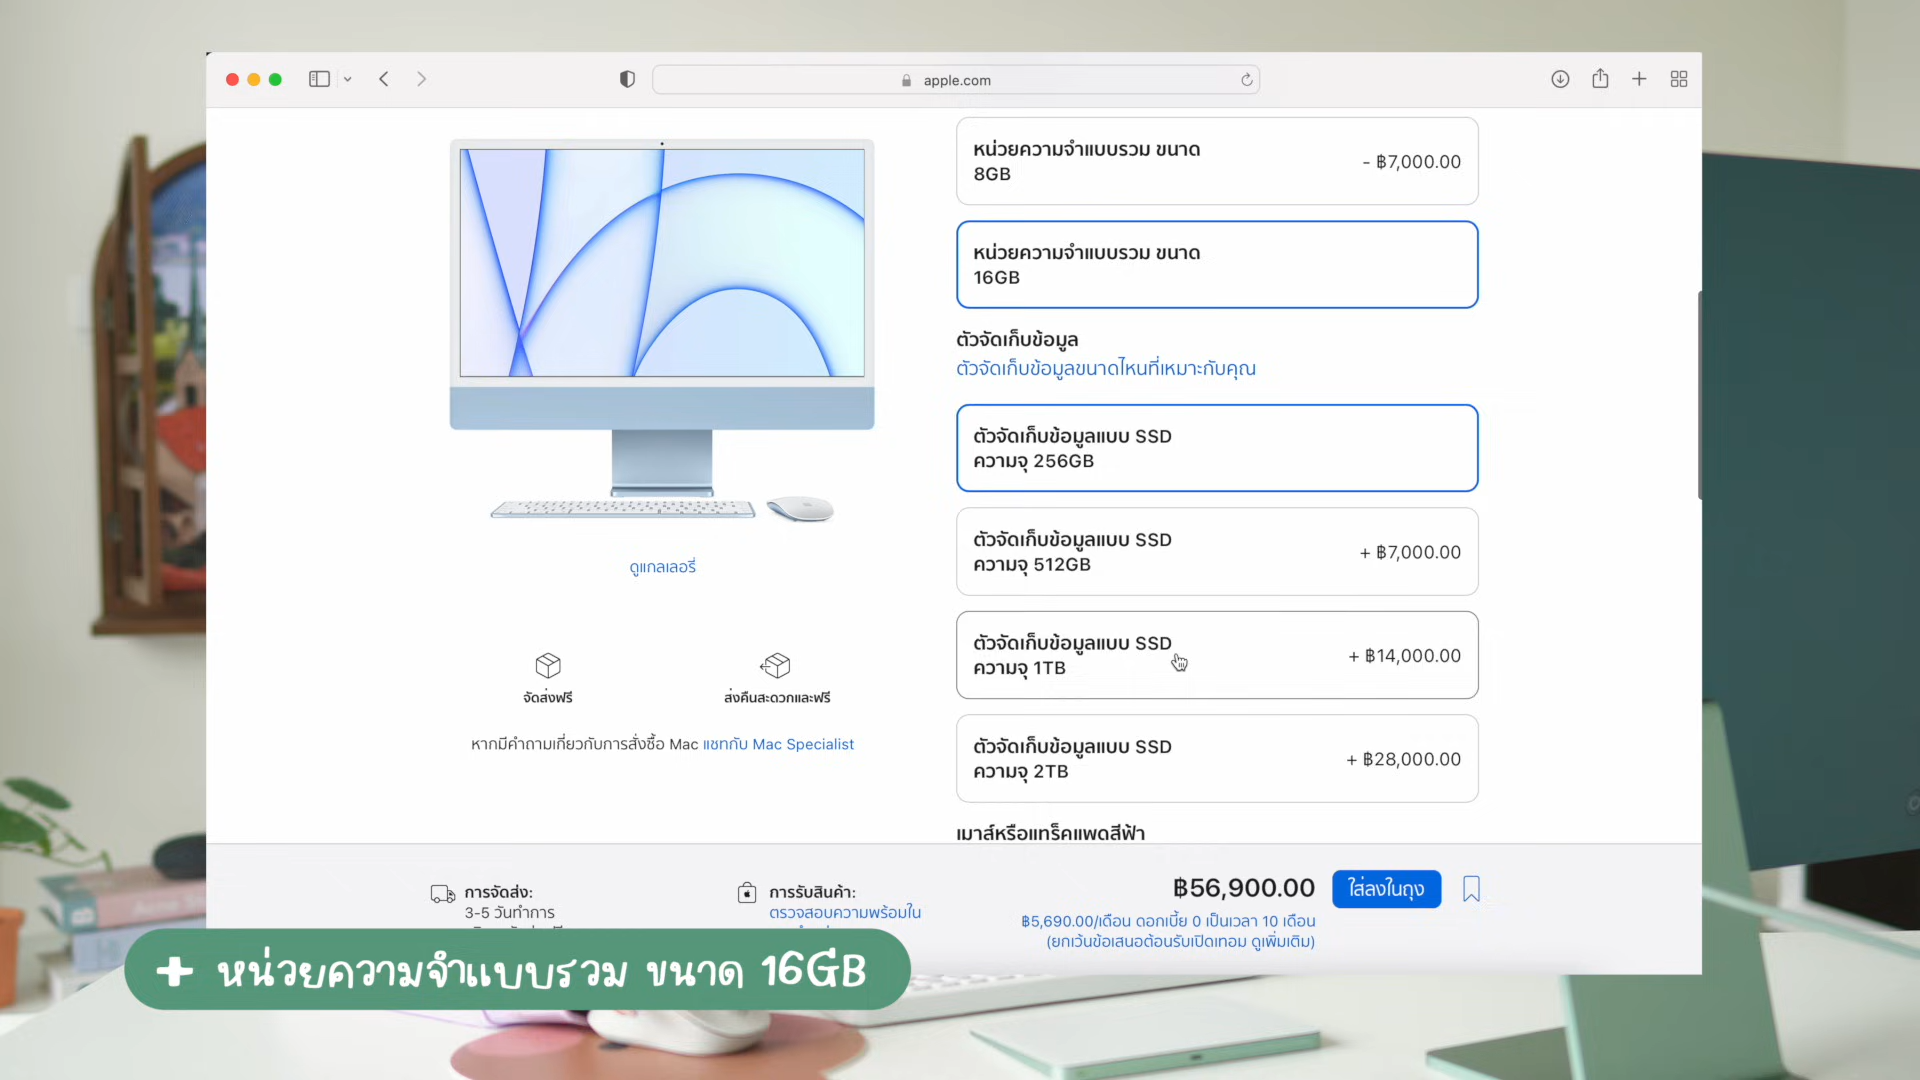 apple.com
หน่วยความจำแบบรวม ขนาด
8GB
- ฿7,000.00
หน่วยความจำแบบรวม ขนาด
16GB
ตัวจัดเก็บข้อมูล
ตัวจัดเก็บข้อมูลขนาดไหนที่เหมาะกับคุณ
ตัวจัดเก็บข้อมูลแบบ SSD
ความจุ 256GB
ตัวจัดเก็บข้อมูลแบบ SSD
ความจุ 512GB
+ ฿7,000.00
ตัวจัดเก็บข้อมูลแบบ SSD
ความจุ 1TB
+ ฿14,000.00
ตัวจัดเก็บข้อมูลแบบ SSD
ความจุ 2TB
+ ฿28,000.00
เมาส์หรือแทร็คแพดสีฟ้า
ดูแกลเลอรี่
จัดส่งฟรี
ส่งคืนสะดวกและฟรี
หากมีคำถามเกี่ยวกับการสั่งซื้อ Mac แชทกับ Mac Specialist
การจัดส่ง:
3-5 วันทำการ
การรับสินค้า:
ตรวจสอบความพร้อมใน
฿56,900.00
ใส่ลงในถุง
฿5,690.00/เดือน ดอกเบี้ย 0 เป็นเวลา 10 เดือน
(ยกเว้นข้อเสนอต้อนรับเปิดเทอม ดูเพิ่มเติม)
+ หน่วยความจำแบบรวม ขนาด 16GB